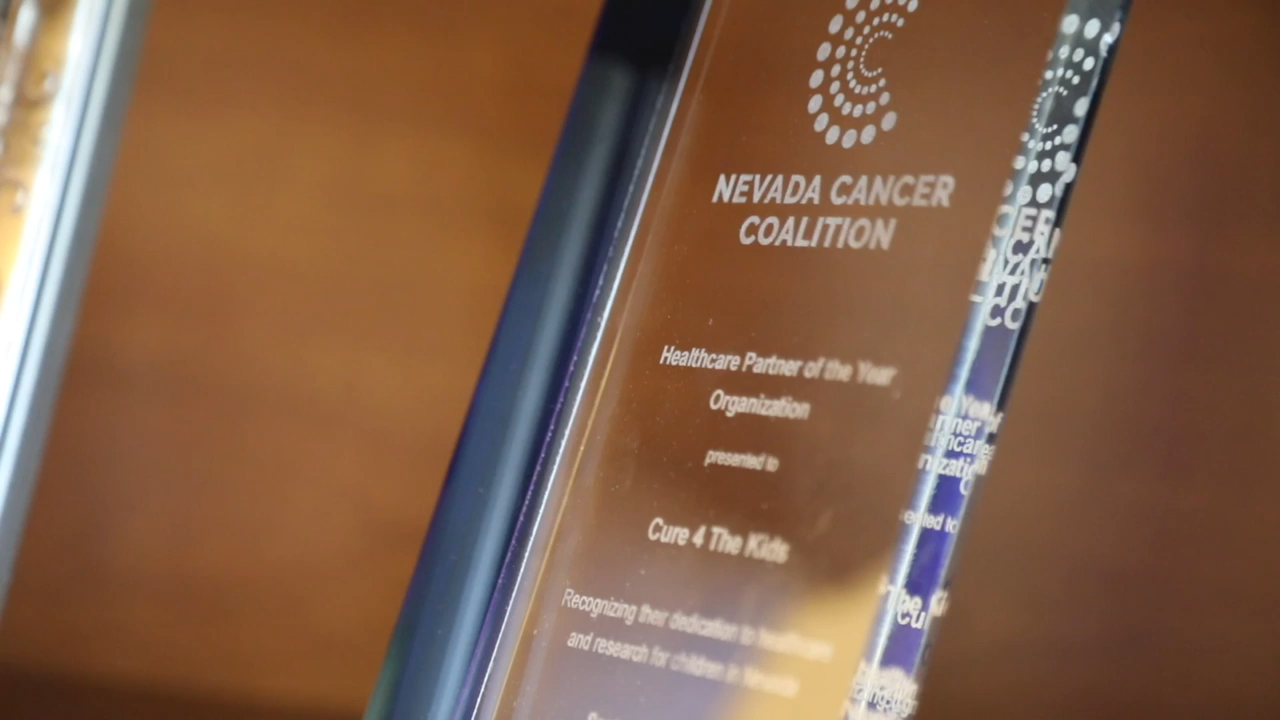 NEVADA CANCER
COALITION
Healthcare Partner of the Year
Organization
presented to
Cure 4 The Kids
Recognizing their dedication to healthcare
and research for children in Nevada